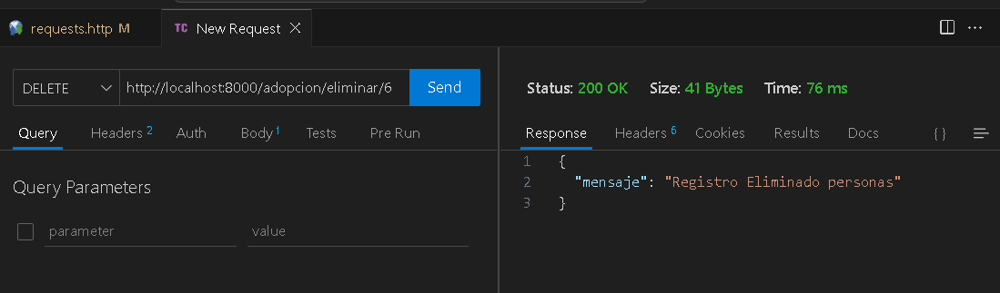 requests.http M
TC New Request
DELETE http://localhost:8000/adopcion/eliminar/6 Send
Status: 200 OK Size: 41 Bytes Time: 76 ms
Query Headers 2 Auth Body 1 Tests Pre Run
Response Headers 6 Cookies Results Docs { }
Query Parameters
parameter value
1 {
2 "mensaje": "Registro Eliminado personas"
3 }